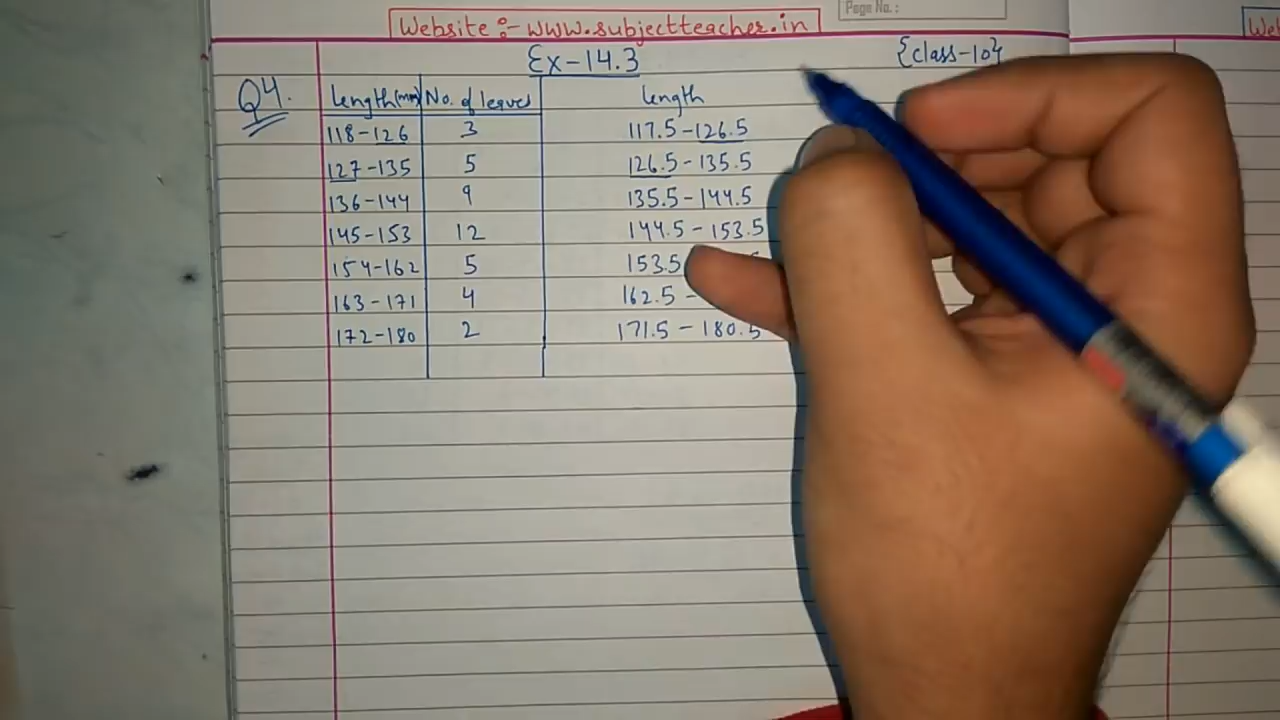 Page No.:
Website :- www.subjectteacher.in
Ex-14.3 {class-10}
Q4. Length(mm) No. of leaves Length
118-126 3 117.5-126.5
127-135 5 126.5-135.5
136-144 9 135.5-144.5
145-153 12 144.5-153.5
154-162 5 153.5
163-171 4 162.5-
172-180 2 171.5-180.5
Wel